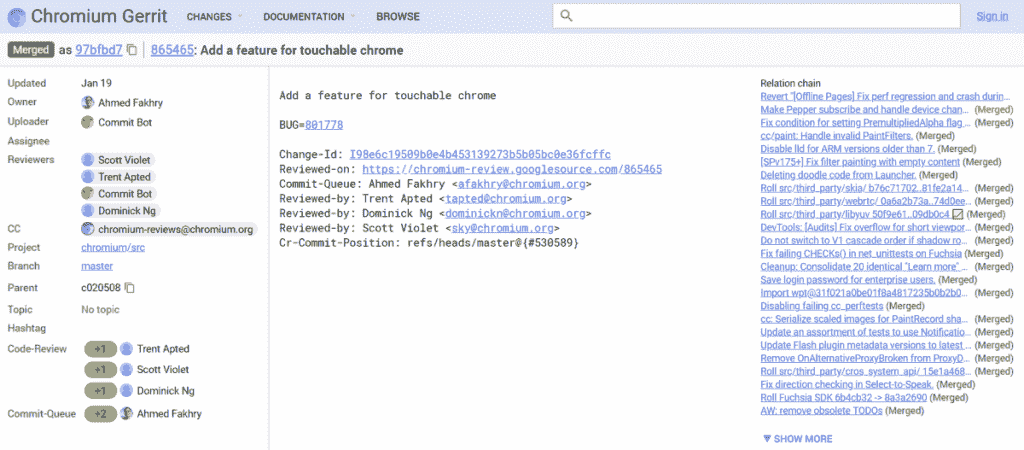 Chromium Gerrit CHANGES DOCUMENTATION BROWSE Sign in
Merged as 97bfbd7 865465: Add a feature for touchable chrome
Updated Jan 19
Owner Ahmed Fakhry
Uploader Commit Bot
Assignee
Reviewers Scott Violet
Trent Apted
Commit Bot
Dominick Ng
CC chromium-reviews@chromium.org
Project chromium/src
Branch master
Parent c020508
Topic No topic
Hashtag
Code-Review +1 Trent Apted
+1 Scott Violet
+1 Dominick Ng
Commit-Queue +2 Ahmed Fakhry
Add a feature for touchable chrome
BUG=801778
Change-Id: I98e6c19509b0e4b453139273b5b05bc0e36fcffc
Reviewed-on: https://chromium-review.googlesource.com/865465
Commit-Queue: Ahmed Fakhry <afakhry@chromium.org>
Reviewed-by: Trent Apted <tapted@chromium.org>
Reviewed-by: Dominick Ng <dominickn@chromium.org>
Reviewed-by: Scott Violet <sky@chromium.org>
Cr-Commit-Position: refs/heads/master@{#530589}
Relation chain
Revert "[Offline Pages] Fix perf regression and crash durin... (Merged)
Make Pepper subscribe and handle device chan... (Merged)
Fix condition for setting PremultipliedAlpha flag ... (Merged)
cc/paint: Handle invalid PaintFilters. (Merged)
Disable lld for ARM versions older than 7. (Merged)
[SPv175+] Fix filter painting with empty content (Merged)
Deleting doodle code from Launcher. (Merged)
Roll src/third_party/skia/ b76c71702..81fe2a14... (Merged)
Roll src/third_party/webrtc/ 0a6a2b73a..74d0ee... (Merged)
Roll src/third_party/libyuv 50f9e61..09db0c4 (Merged)
DevTools: [Audits] Fix overflow for short viewpor... (Merged)
Do not switch to V1 cascade order if shadow ro... (Merged)
Fix failing CHECKs() in net_unittests on Fuchsia (Merged)
Cleanup: Consolidate 20 identical "Learn more" ... (Merged)
Save login password for enterprise users. (Merged)
Import wpt@31f021a0be01f8a4817235b0b2b0... (Merged)
Disabling failing cc_perftests (Merged)
cc: Serialize scaled images for PaintRecord sha... (Merged)
Update an assortment of tests to use Notificatio... (Merged)
Update Flash plugin metadata versions to latest ... (Merged)
Remove OnAlternativeProxyBroken from ProxyD... (Merged)
Roll src/third_party/cros_system_api/ 15e1a468... (Merged)
Fix direction checking in Select-to-Speak. (Merged)
Roll Fuchsia SDK 6b4cb32 -> 8a3a2690 (Merged)
AW: remove obsolete TODOs (Merged)
SHOW MORE